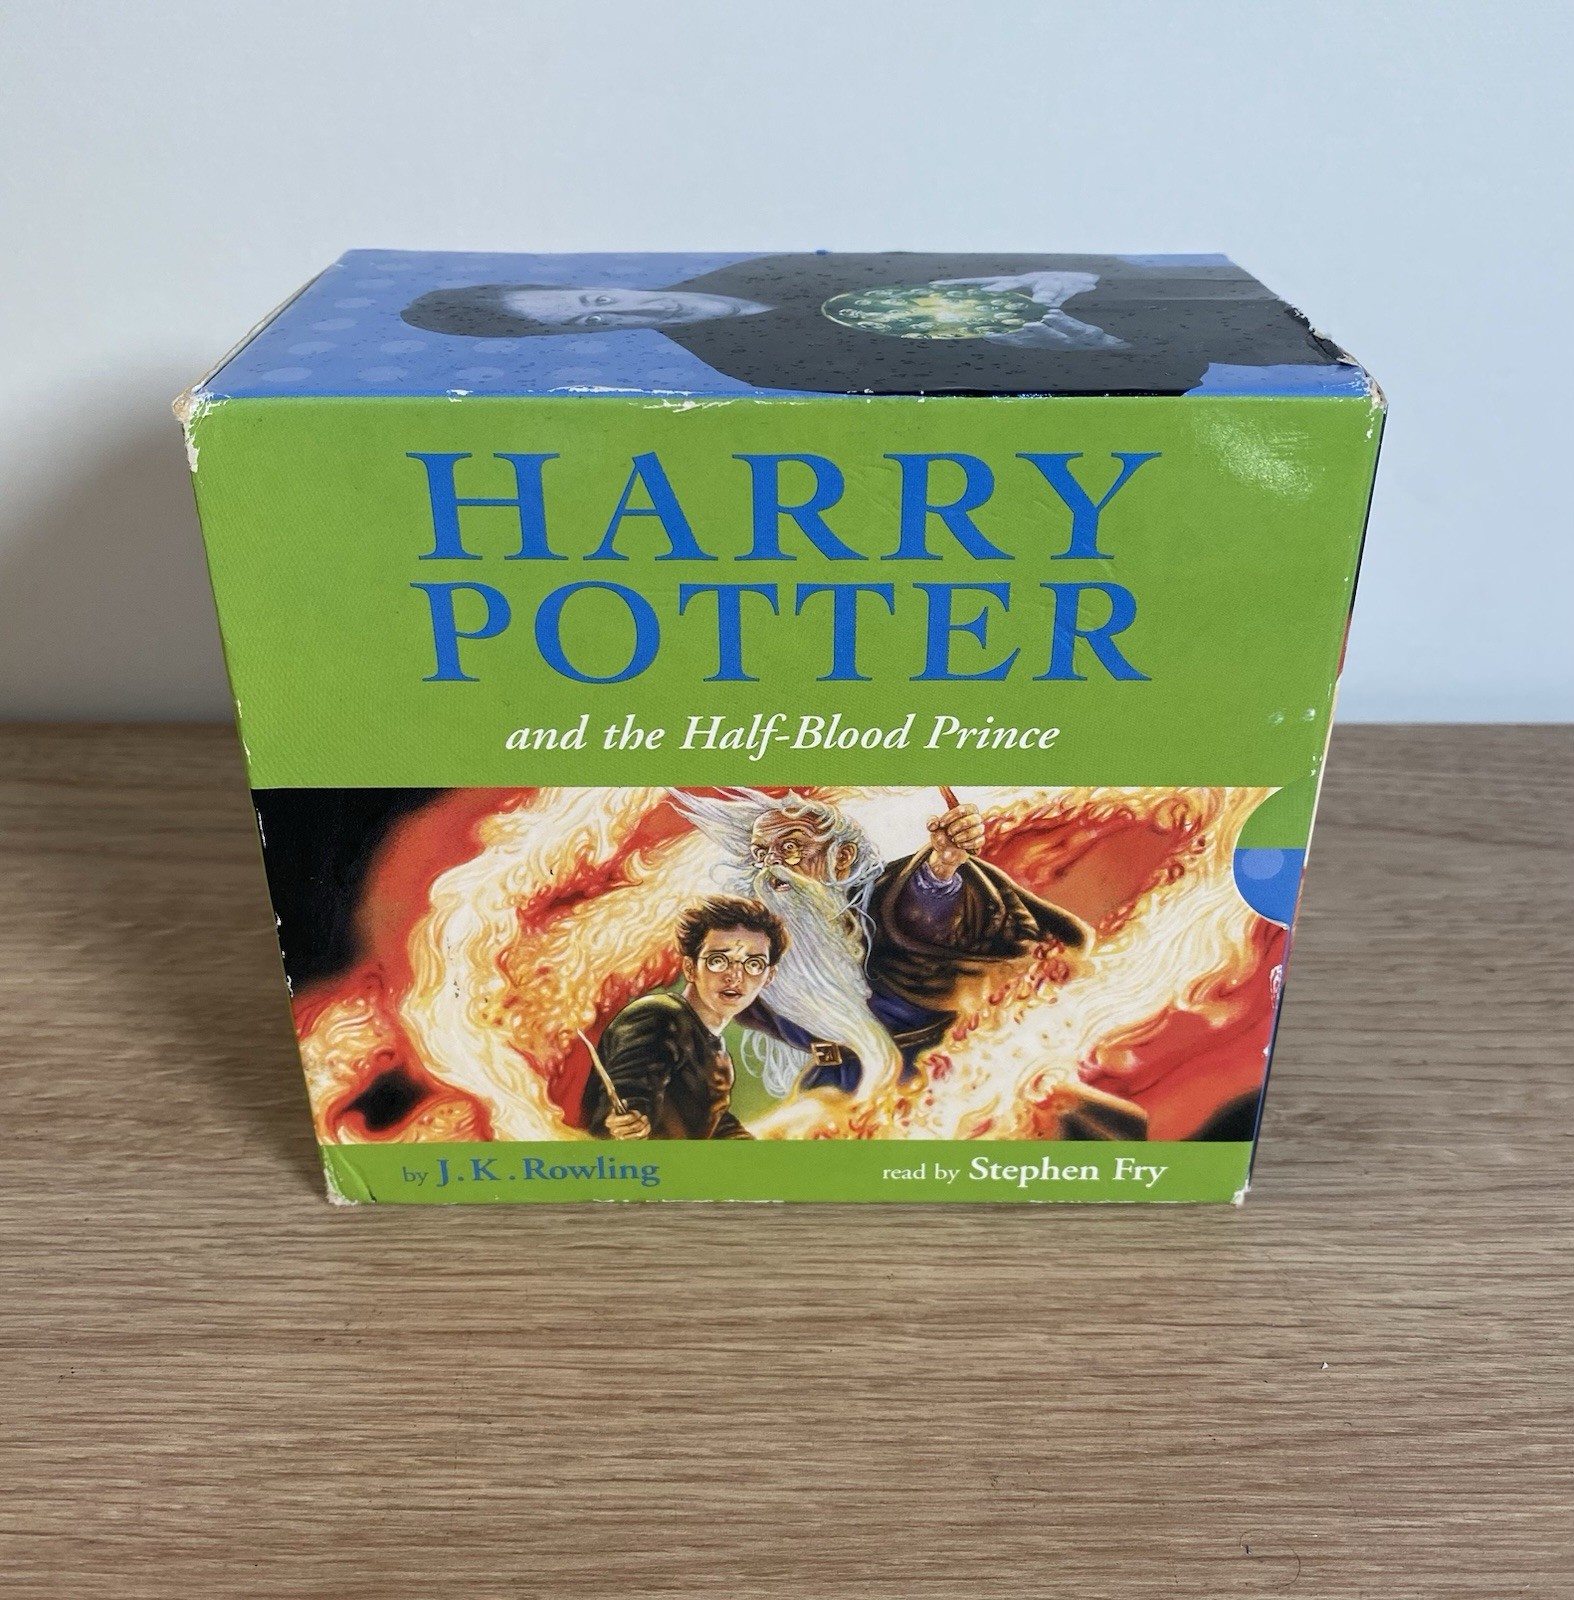 HARRY
POTTER
and the Half-Blood Prince
by J.K.Rowling
read by Stephen Fry